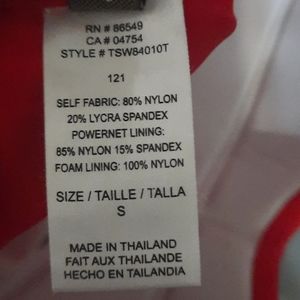 RN # 86549
CA # 04754
STYLE # TSW84010T
121
SELF FABRIC: 80% NYLON
20% LYCRA SPANDEX
POWERNET LINING:
85% NYLON 15% SPANDEX
FOAM LINING: 100% NYLON
SIZE / TAILLE / TALLA
S
MADE IN THAILAND
FAIT AUX THAILANDE
HECHO EN TAILANDIA